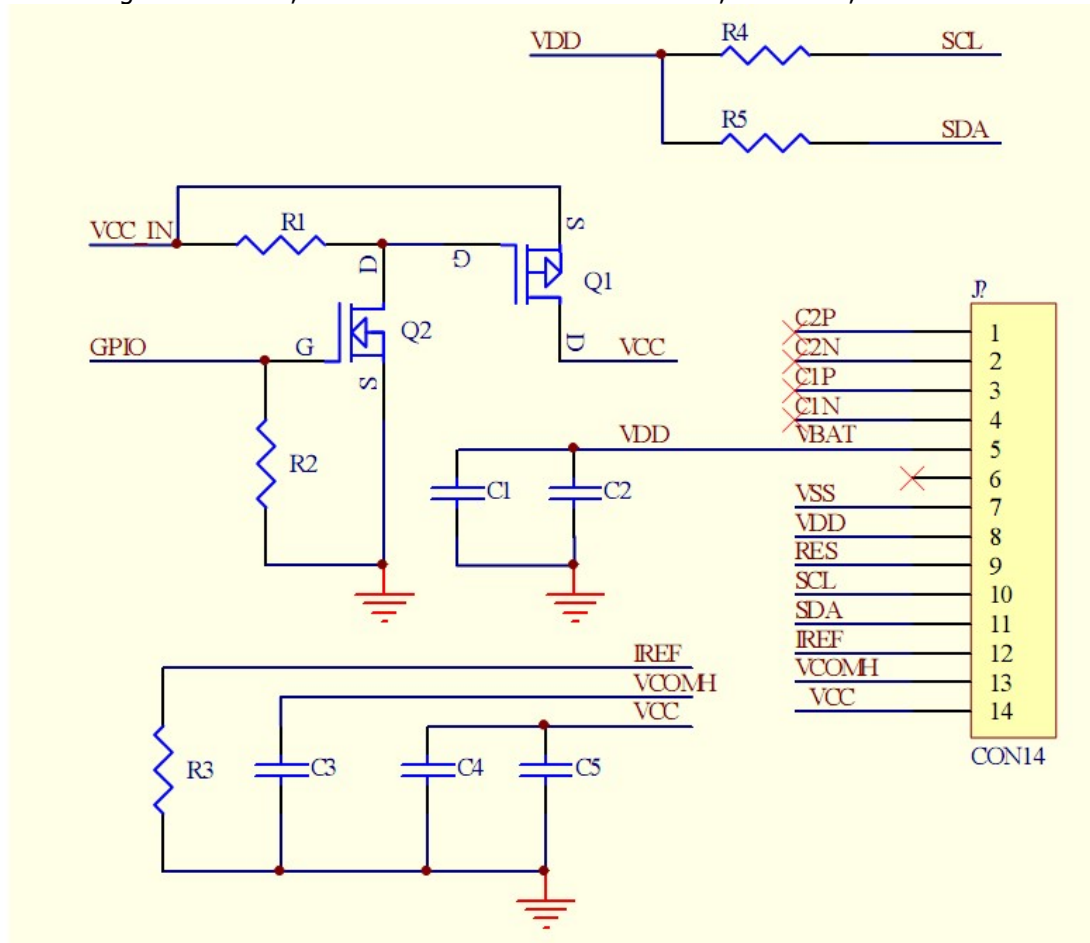 VDD
R4
SCL
R5
SDA
VCC_IN
R1
D
G
S
Q1
D
VCC
GPIO
G
Q2
S
R2
VDD
C1
C2
J?
C2P
1
C2N
2
C1P
3
C1N
4
VBAT
5
6
VSS
7
VDD
8
RES
9
SCL
10
SDA
11
IREF
12
VCOMH
13
VCC
14
CON14
IREF
VCOMH
VCC
R3
C3
C4
C5